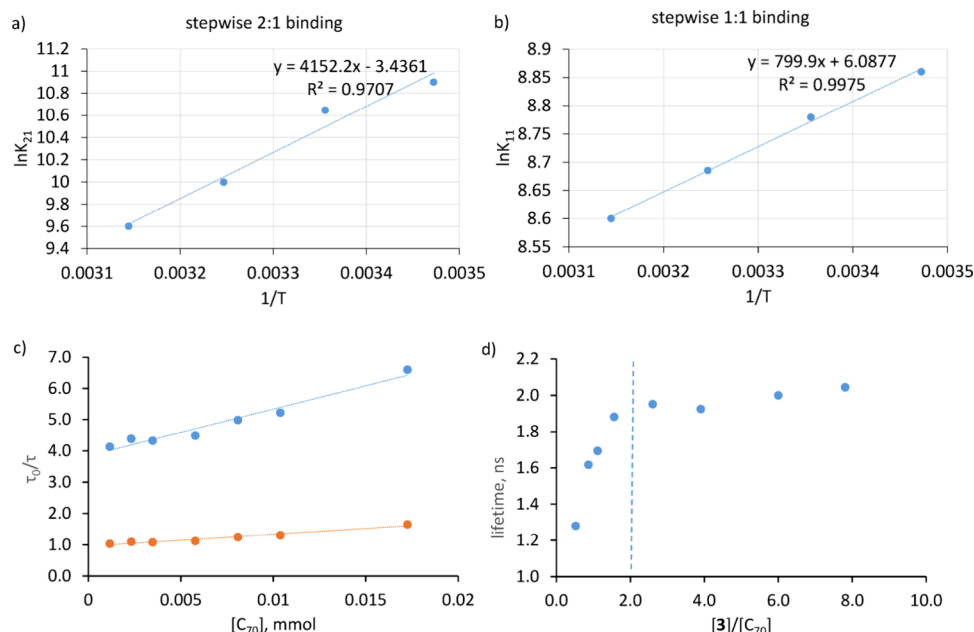 a)
stepwise 2:1 binding
11.2
11
10.8
10.6
10.4
10.2
10
9.8
9.6
9.4
lnK21
y = 4152.2x - 3.4361
R² = 0.9707
0.0031 0.0032 0.0033 0.0034 0.0035
1/T
b)
stepwise 1:1 binding
8.9
8.85
8.8
8.75
8.7
8.65
8.6
8.55
lnK11
y = 799.9x + 6.0877
R² = 0.9975
0.0031 0.0032 0.0033 0.0034 0.0035
1/T
c)
7.0
6.0
5.0
4.0
3.0
2.0
1.0
0.0
τ0/τ
0 0.005 0.01 0.015 0.02
[C70], mmol
d)
2.2
2.0
1.8
1.6
1.4
1.2
1.0
lifetime, ns
0.0 2.0 4.0 6.0 8.0 10.0
[3]/[C70]